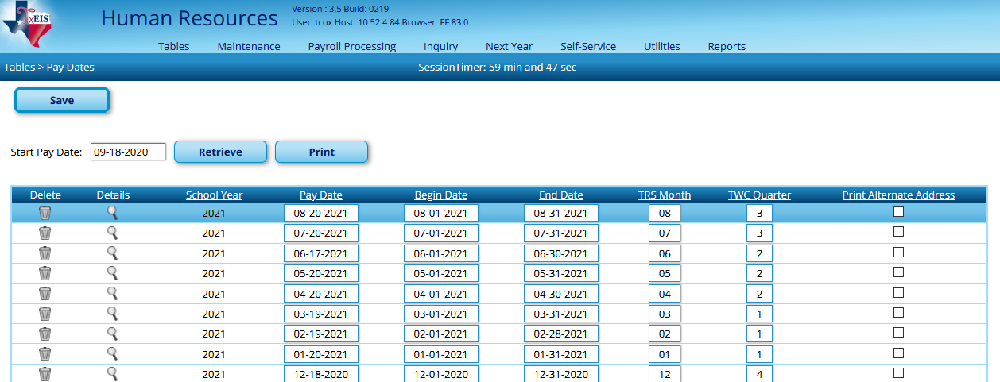 TxEIS
Human Resources
Version : 3.5 Build: 0219
User: tcox Host: 10.52.4.84 Browser: FF 83.0
Tables Maintenance Payroll Processing Inquiry Next Year Self-Service Utilities Reports
Tables > Pay Dates SessionTimer: 59 min and 47 sec
Save
Start Pay Date: 09-18-2020 Retrieve Print
Delete Details School Year Pay Date Begin Date End Date TRS Month TWC Quarter Print Alternate Address
2021 08-20-2021 08-01-2021 08-31-2021 08 3
2021 07-20-2021 07-01-2021 07-31-2021 07 3
2021 06-17-2021 06-01-2021 06-30-2021 06 2
2021 05-20-2021 05-01-2021 05-31-2021 05 2
2021 04-20-2021 04-01-2021 04-30-2021 04 2
2021 03-19-2021 03-01-2021 03-31-2021 03 1
2021 02-19-2021 02-01-2021 02-28-2021 02 1
2021 01-20-2021 01-01-2021 01-31-2021 01 1
2021 12-18-2020 12-01-2020 12-31-2020 12 4